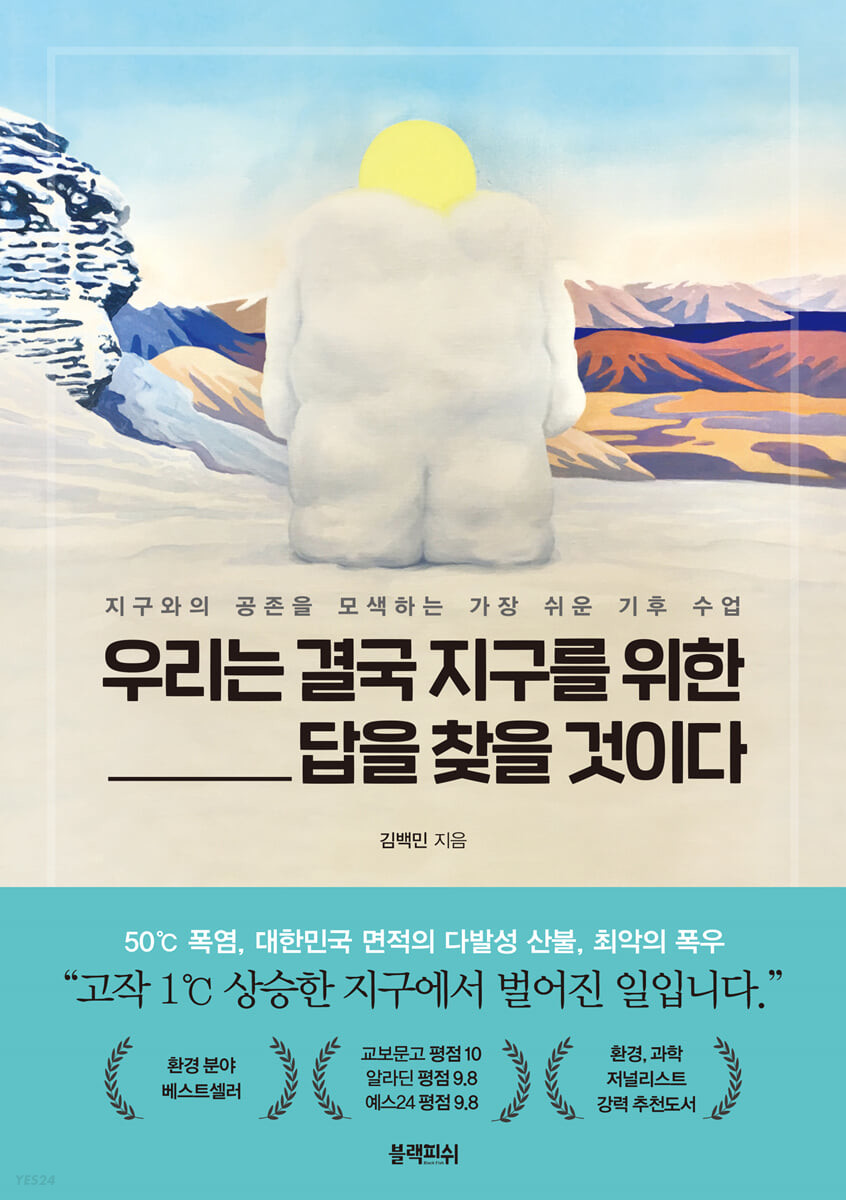 지구와의 공존을 모색하는 가장 쉬운 기후 수업
우리는 결국 지구를 위한
답을 찾을 것이다
김백민 지음
50℃ 폭염, 대한민국 면적의 다발성 산불, 최악의 폭우
“고작 1℃ 상승한 지구에서 벌어진 일입니다.”
환경 분야
베스트셀러
교보문고 평점 10
알라딘 평점 9.8
예스24 평점 9.8
환경, 과학
저널리스트
강력 추천도서
블랙피쉬
Black Fish
YES24